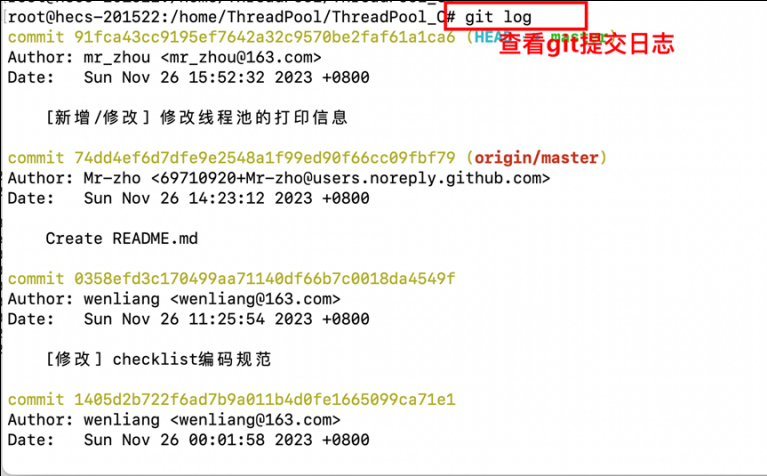 root@hecs-201522:/home/ThreadPool/ThreadPool_C# git log
commit 91fca43cc9195ef7642a32c9570be2faf61a1ca6 (HEAD master)
查看git提交日志
Author: mr_zhou <mr_zhou@163.com>
Date: Sun Nov 26 15:52:32 2023 +0800
[新增/修改] 修改线程池的打印信息
commit 74dd4ef6d7dfe9e2548a1f99ed90f66cc09fbf79 (origin/master)
Author: Mr-zho <69710920+Mr-zho@users.noreply.github.com>
Date: Sun Nov 26 14:23:12 2023 +0800
Create README.md
commit 0358efd3c170499aa71140df66b7c0018da4549f
Author: wenliang <wenliang@163.com>
Date: Sun Nov 26 11:25:54 2023 +0800
[修改] checklist编码规范
commit 1405d2b722f6ad7b9a011b4d0fe1665099ca71e1
Author: wenliang <wenliang@163.com>
Date: Sun Nov 26 00:01:58 2023 +0800